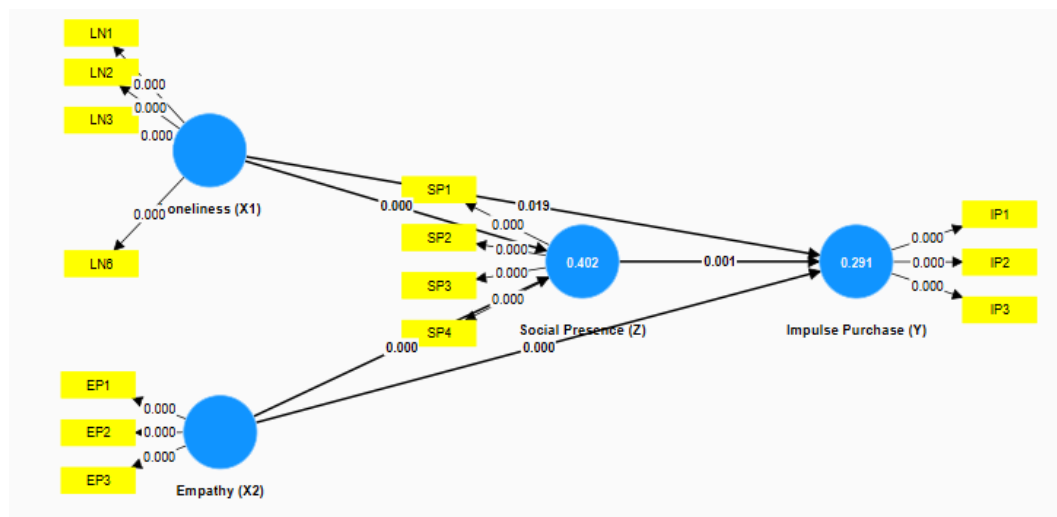 LN1
LN2
LN3
LN6
0.000
0.000
0.000
0.000
oneliness (X1)
0.000
0.019
SP1
SP2
SP3
SP4
0.000
0.000
0.000
0.000
0.402
Social Presence (Z)
0.001
0.291
Impulse Purchase (Y)
0.000
0.000
0.000
IP1
IP2
IP3
0.000
0.000
EP1
EP2
EP3
0.000
0.000
0.000
Empathy (X2)